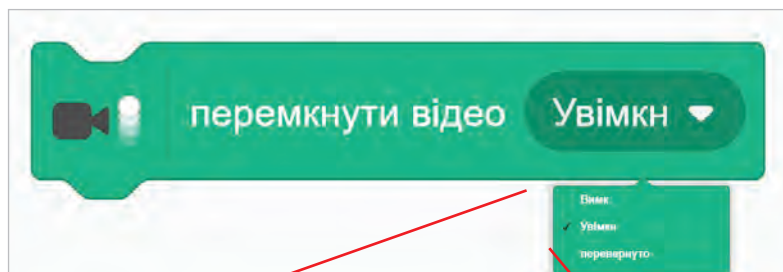 перемкнути відео Увімкн
Вимк
Увімкн
перевернуто